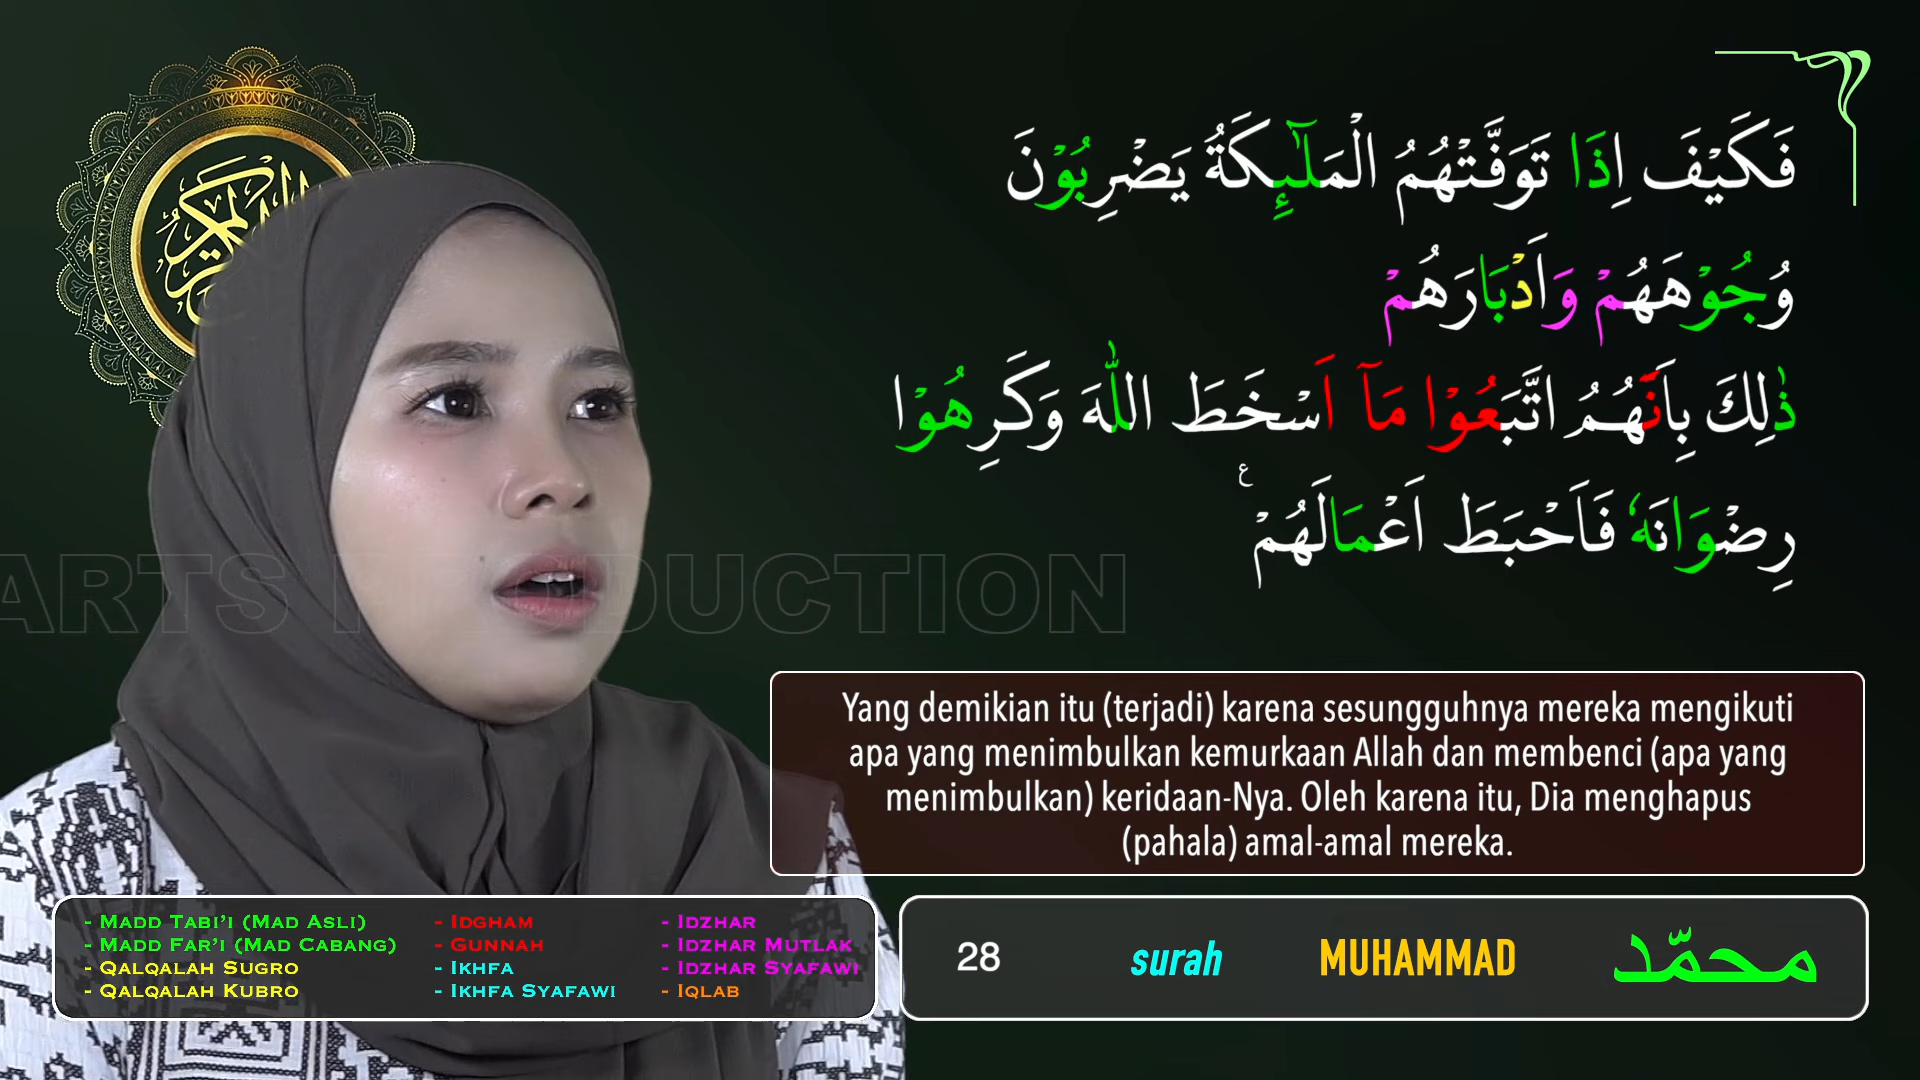 فَكَيْفَ اِذَا تَوَفَّتْهُمُ الْمَلٰۤىِٕكَةُ يَضْرِبُوْنَ
وُجُوْهَهُمْ وَاَدْبَارَهُمْ
ذٰلِكَ بِاَنَّهُمُ اتَّبَعُوْا مَآ اَسْخَطَ اللّٰهَ وَكَرِهُوْا
رِضْوَانَهٗ فَاَحْبَطَ اَعْمَالَهُمْ ۚ ࣖ
ARTS PRODUCTION
Yang demikian itu (terjadi) karena sesungguhnya mereka mengikuti
apa yang menimbulkan kemurkaan Allah dan membenci (apa yang
menimbulkan) keridaan-Nya. Oleh karena itu, Dia menghapus
(pahala) amal-amal mereka.
- Madd Tabi'i (Mad Asli)
- Madd Far'i (Mad Cabang)
- Qalqalah Sugro
- Qalqalah Kubro
- Idgham
- Gunnah
- Ikhfa
- Ikhfa Syafawi
- Idzhar
- Idzhar Mutlak
- Idzhar Syafawi
- Iqlab
28 surah MUHAMMAD محمّد